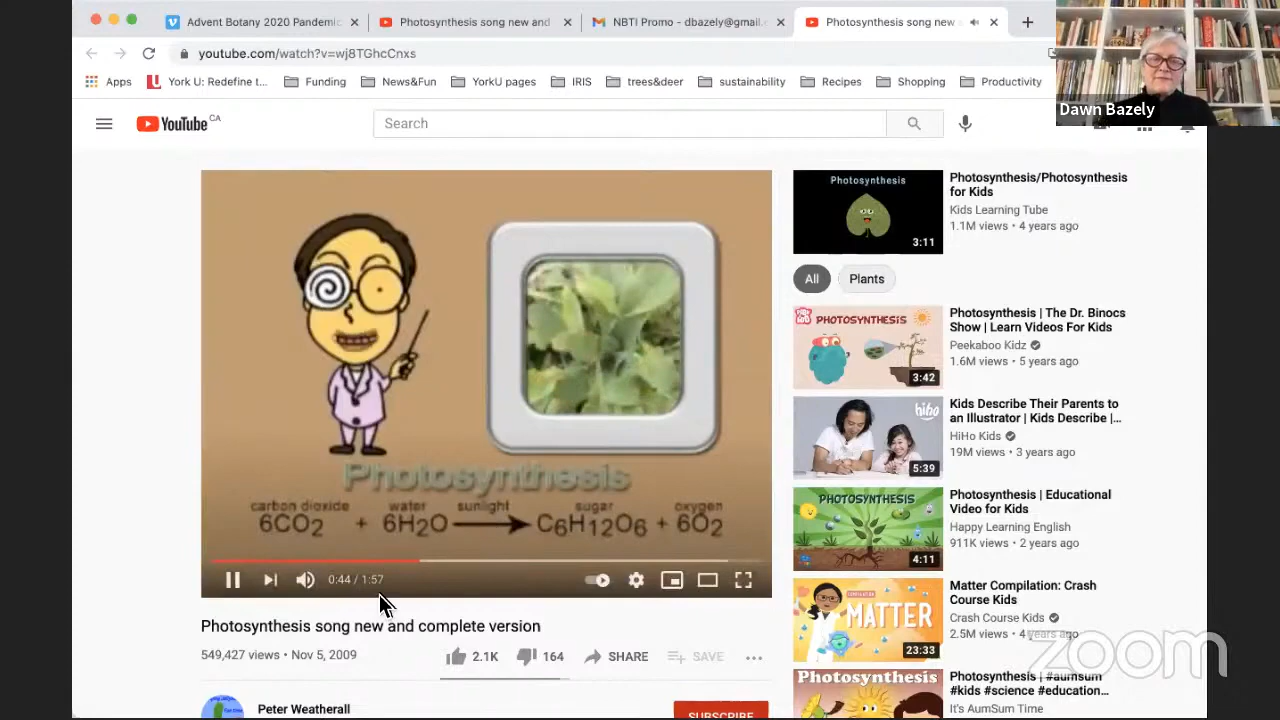 Advent Botany 2020 Pandemic
Photosynthesis song new and
NBTI Promo - dbazely@gmail.
Photosynthesis song new
youtube.com/watch?v=wj8TGhcCnxs
Apps
York U: Redefine t...
Funding
News&Fun
YorkU pages
IRIS
trees&deer
sustainability
Recipes
Shopping
Productivity
Dawn Bazely
YouTube CA
Search
Photosynthesis
carbon dioxide water sunlight sugar oxygen
6CO2 + 6H2O → C6H12O6 + 6O2
0:44 / 1:57
Photosynthesis song new and complete version
549,427 views • Nov 5, 2009
2.1K
164
SHARE
SAVE
Peter Weatherall
SUBSCRIBE
Photosynthesis
3:11
Photosynthesis/Photosynthesis
for Kids
Kids Learning Tube
1.1M views • 4 years ago
All
Plants
PHOTOSYNTHESIS
3:42
Photosynthesis | The Dr. Binocs
Show | Learn Videos For Kids
Peekaboo Kidz
1.6M views • 5 years ago
hiho
5:39
Kids Describe Their Parents to
an Illustrator | Kids Describe |...
HiHo Kids
19M views • 3 years ago
PHOTOSYNTHESIS
4:11
Photosynthesis | Educational
Video for Kids
Happy Learning English
911K views • 2 years ago
MATTER
23:33
Matter Compilation: Crash
Course Kids
Crash Course Kids
2.5M views • 4 years ago
Photosynthesis
Photosynthesis | #aumsum
#kids #science #education...
It's AumSum Time
zoom